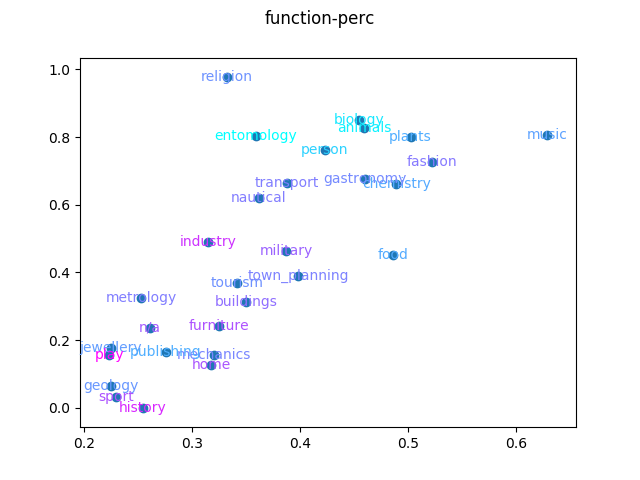 function-perc
1.0
religion
biology
animals
entomology
plants
music
0.8
person
fashion
transport
gastronomy
chemistry
nautical
0.6
industry
military
food
0.4
town_planning
tourism
metrology
buildings
furniture
0.2
jewellery
play
publishing
mechanics
home
geology
sport
history
0.0
0.2 0.3 0.4 0.5 0.6